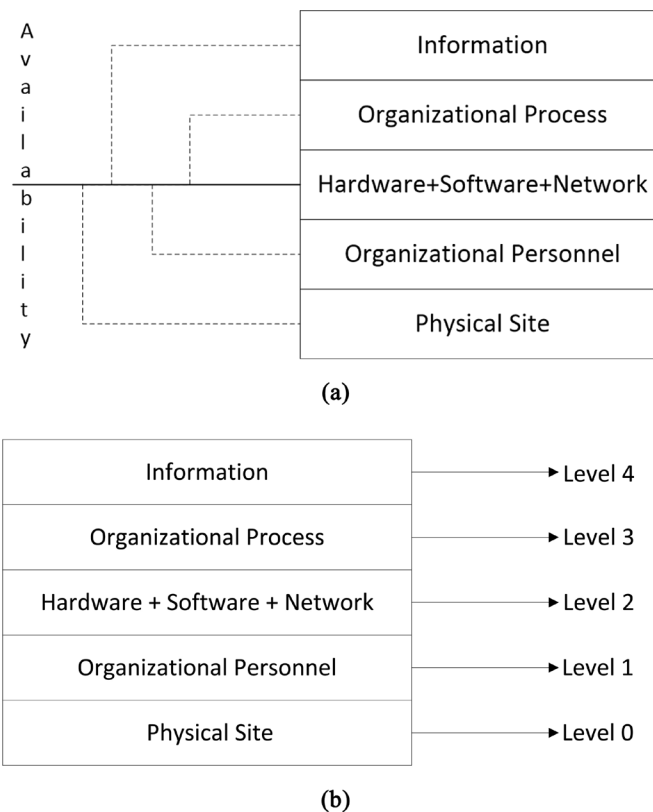 Availability
Information
Organizational Process
Hardware+Software+Network
Organizational Personnel
Physical Site
(a)
Information
Level 4
Organizational Process
Level 3
Hardware + Software + Network
Level 2
Organizational Personnel
Level 1
Physical Site
Level 0
(b)